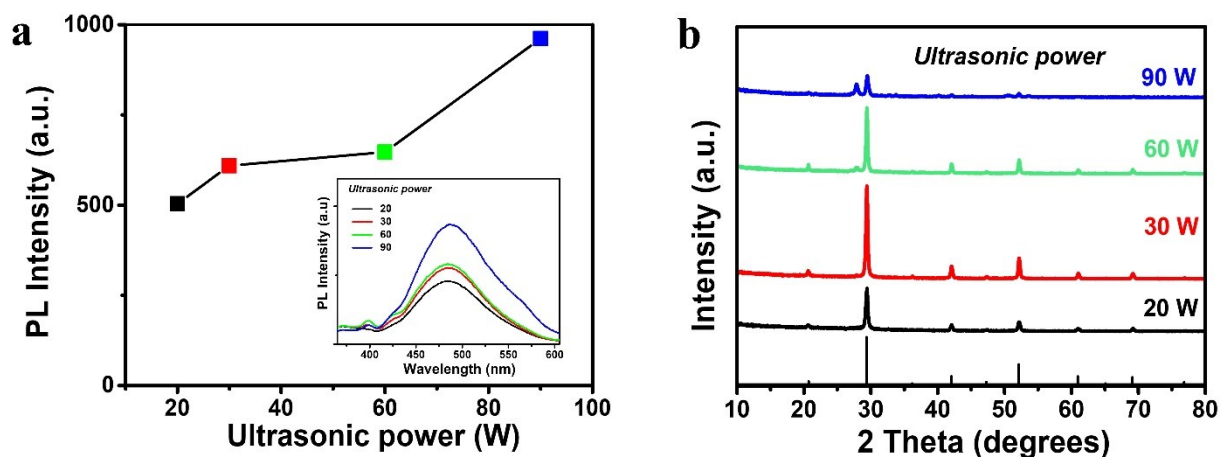 a
1000
500
0
PL Intensity (a.u.)
20 40 60 80 100
Ultrasonic power (W)
Ultrasonic power
20
30
60
90
PL Intensity (a.u)
400 450 500 550 600
Wavelength (nm)
b
Ultrasonic power
90 W
60 W
30 W
20 W
Intensity (a.u.)
10 20 30 40 50 60 70 80
2 Theta (degrees)